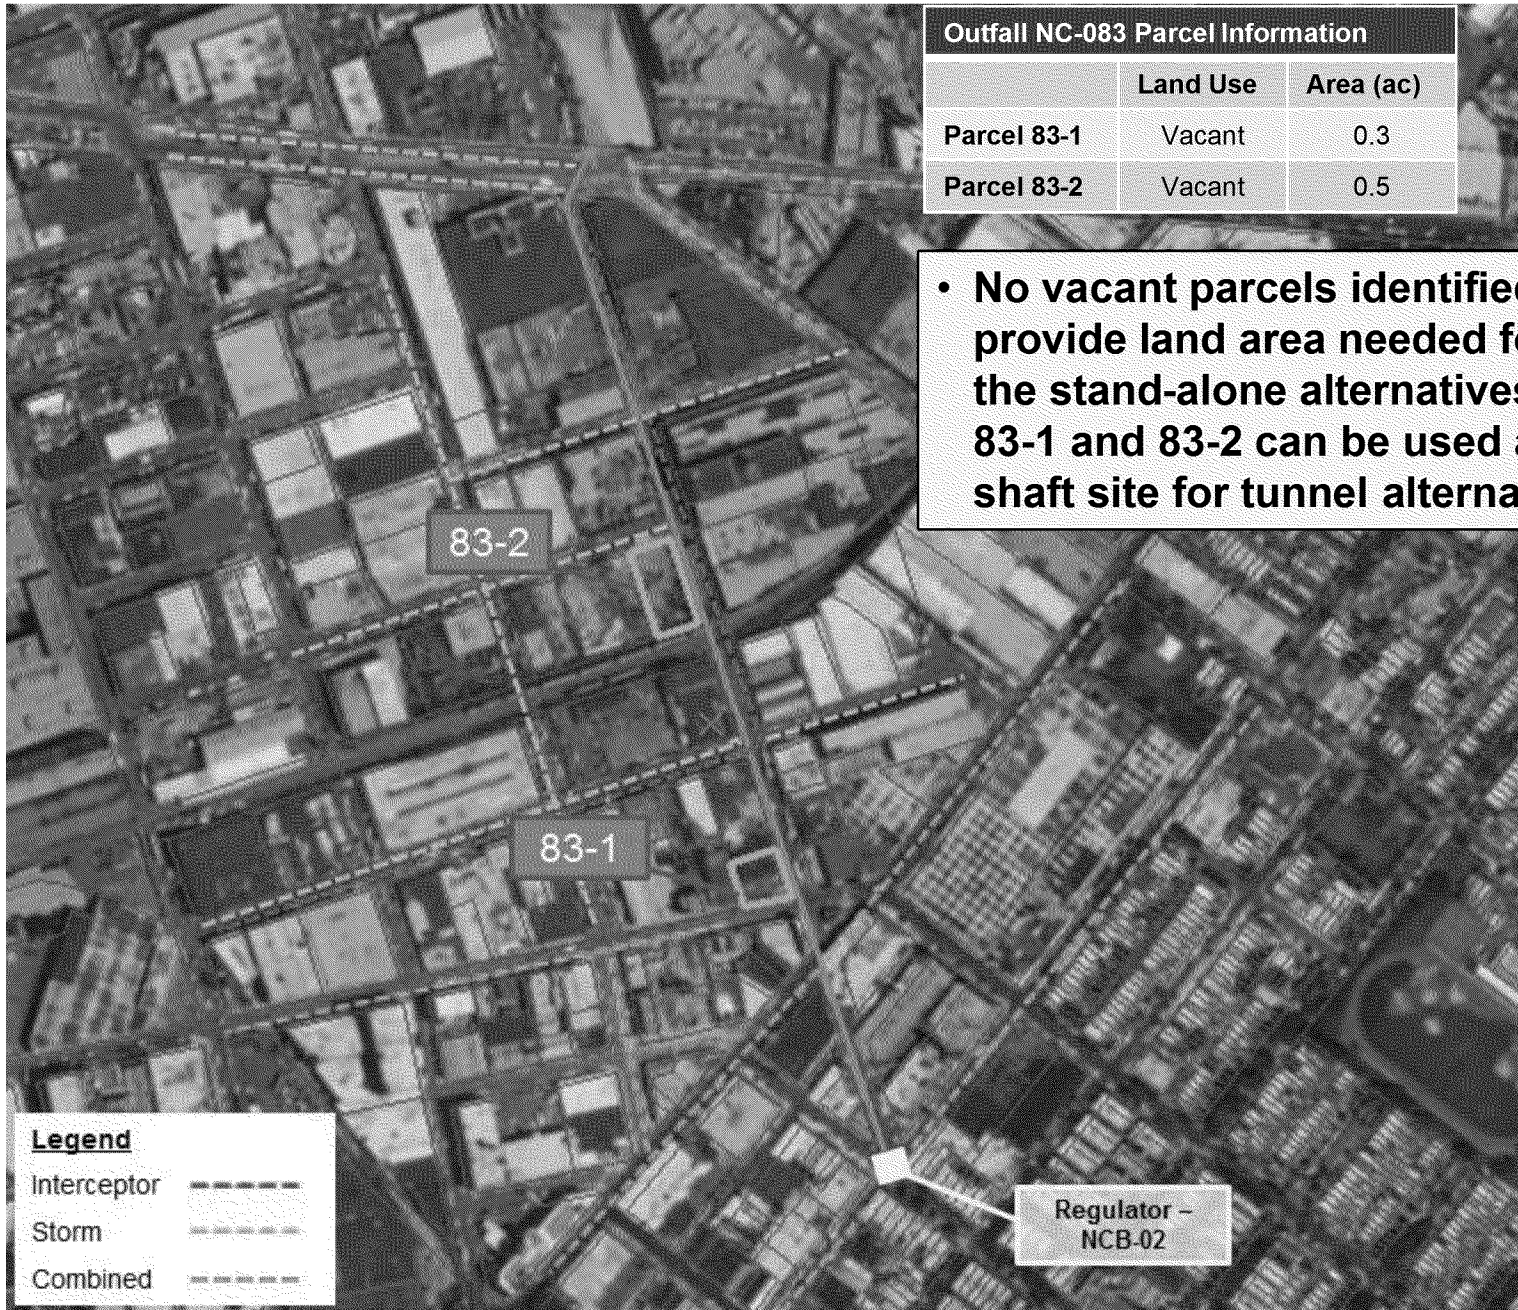 Outfall NC-083 Parcel Information
Land Use Area (ac)
Parcel 83-1 Vacant 0.3
Parcel 83-2 Vacant 0.5
• No vacant parcels identified
provide land area needed
the stand-alone alternatives
83-1 and 83-2 can be used
shaft site for tunnel
83-2
83-1
Legend
Interceptor
Storm
Combined
Regulator –
NCB-02